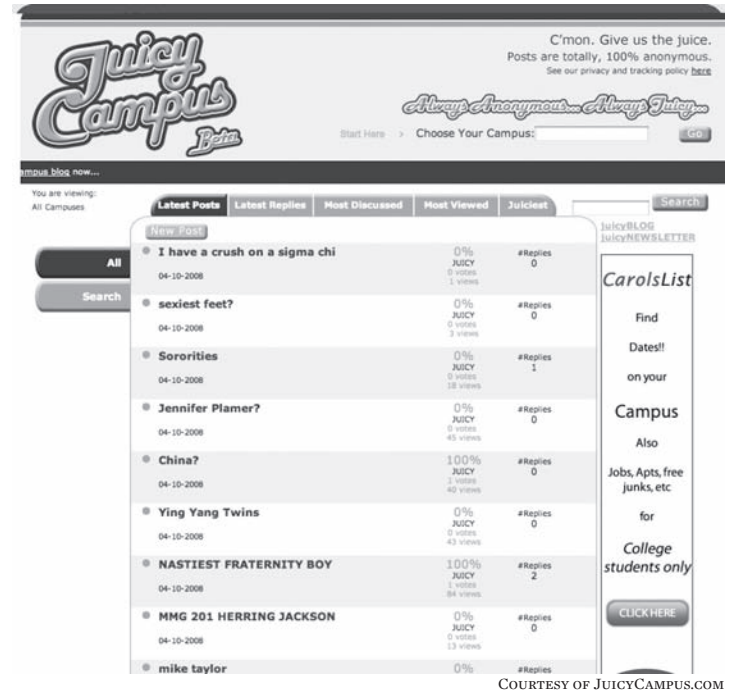 Juicy
Campus
Beta
C'mon. Give us the juice.
Posts are totally, 100% anonymous.
See our privacy and tracking policy here
Always Anonymous... Always Juicy...
Start Here > Choose Your Campus: Go
ampus blog now...
You are viewing:
All Campuses
Latest Posts Latest Replies Most Discussed Most Viewed Juiciest Search
New Post
juicyBLOG
juicyNEWSLETTER
All
Search
I have a crush on a sigma chi
04-10-2008
0%
JUICY
0 votes
1 views
#Replies
0
sexiest feet?
04-10-2008
0%
JUICY
0 votes
3 views
#Replies
0
Sororities
04-10-2008
0%
JUICY
0 votes
18 views
#Replies
1
Jennifer Plamer?
04-10-2008
0%
JUICY
0 votes
45 views
#Replies
0
China?
04-10-2008
100%
JUICY
1 votes
40 views
#Replies
0
Ying Yang Twins
04-10-2008
0%
JUICY
0 votes
43 views
#Replies
0
NASTIEST FRATERNITY BOY
04-10-2008
100%
JUICY
1 votes
84 views
#Replies
2
MMG 201 HERRING JACKSON
04-10-2008
0%
JUICY
0 votes
13 views
#Replies
0
mike taylor
0%
#Replies
CarolsList
Find
Dates!!
on your
Campus
Also
Jobs, Apts, free
junks, etc
for
College
students only
CLICK HERE
COURTESY OF JUICYCAMPUS.COM